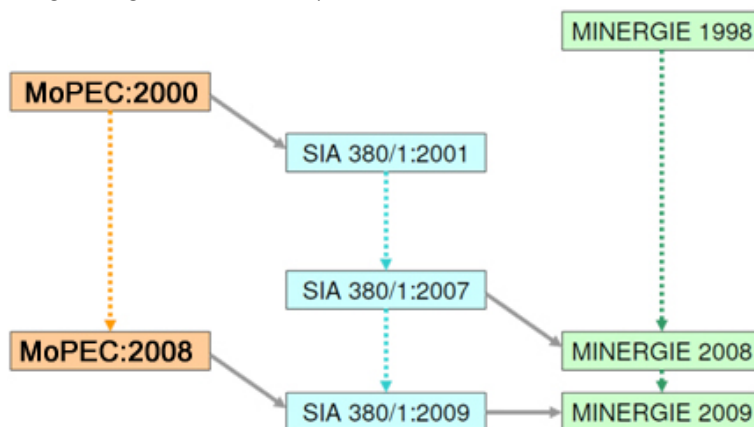 MINERGIE 1998
MoPEC:2000
SIA 380/1:2001
SIA 380/1:2007
MoPEC:2008
MINERGIE 2008
SIA 380/1:2009
MINERGIE 2009